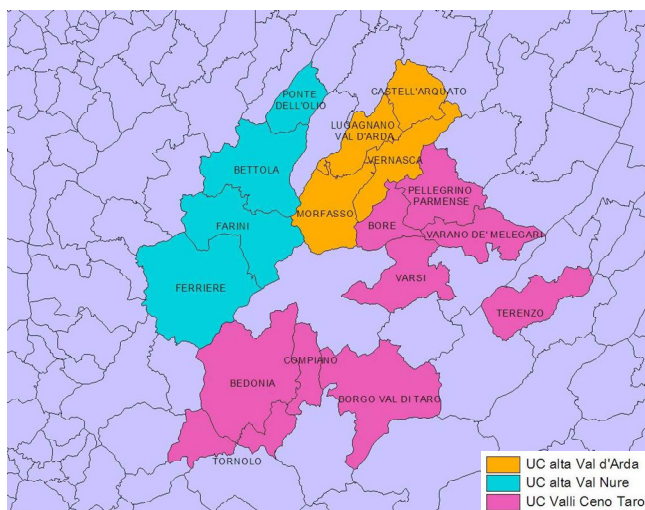 PONTE
DELL'OLIO
CASTELL'ARQUATO
LUGAGNANO
VAL D'ARDA
VERNASCA
BETTOLA
PELLEGRINO
PARMENSE
MORFASSO
BORE
FARINI
VARANO DE' MELEGARI
VARSI
FERRIERE
TERENZO
COMPIANO
BEDONIA
BORGO VAL DI TARO
TORNOLO
UC alta Val d'Arda
UC alta Val Nure
UC Valli Ceno Taro